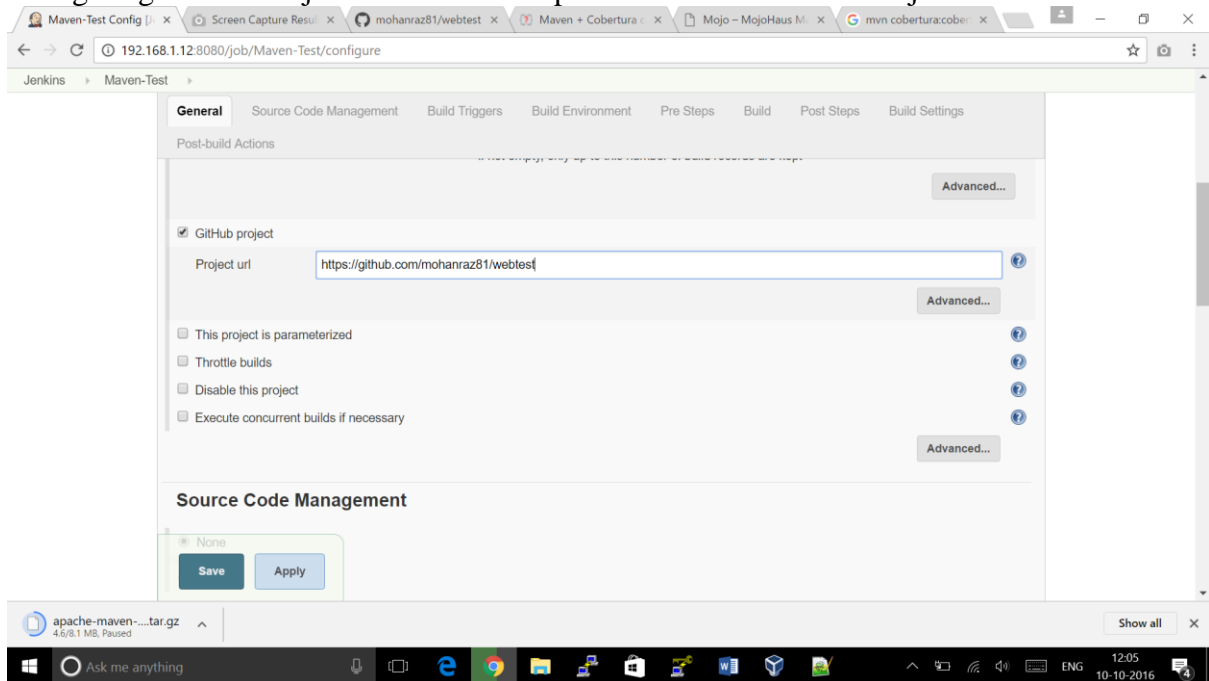 Maven-Test Config [J
Screen Capture Resul
mohanraz81/webtest
Maven + Cobertura c
Mojo – MojoHaus M
mvn cobertura:cober
192.168.1.12:8080/job/Maven-Test/configure
Jenkins
Maven-Test
General
Source Code Management
Build Triggers
Build Environment
Pre Steps
Build
Post Steps
Build Settings
Post-build Actions
Advanced...
GitHub project
Project url
https://github.com/mohanraz81/webtest
Advanced...
This project is parameterized
Throttle builds
Disable this project
Execute concurrent builds if necessary
Advanced...
Source Code Management
None
Save
Apply
apache-maven-....tar.gz
4.6/8.1 MB, Paused
Show all
Ask me anything
ENG
12:05
10-10-2016
4